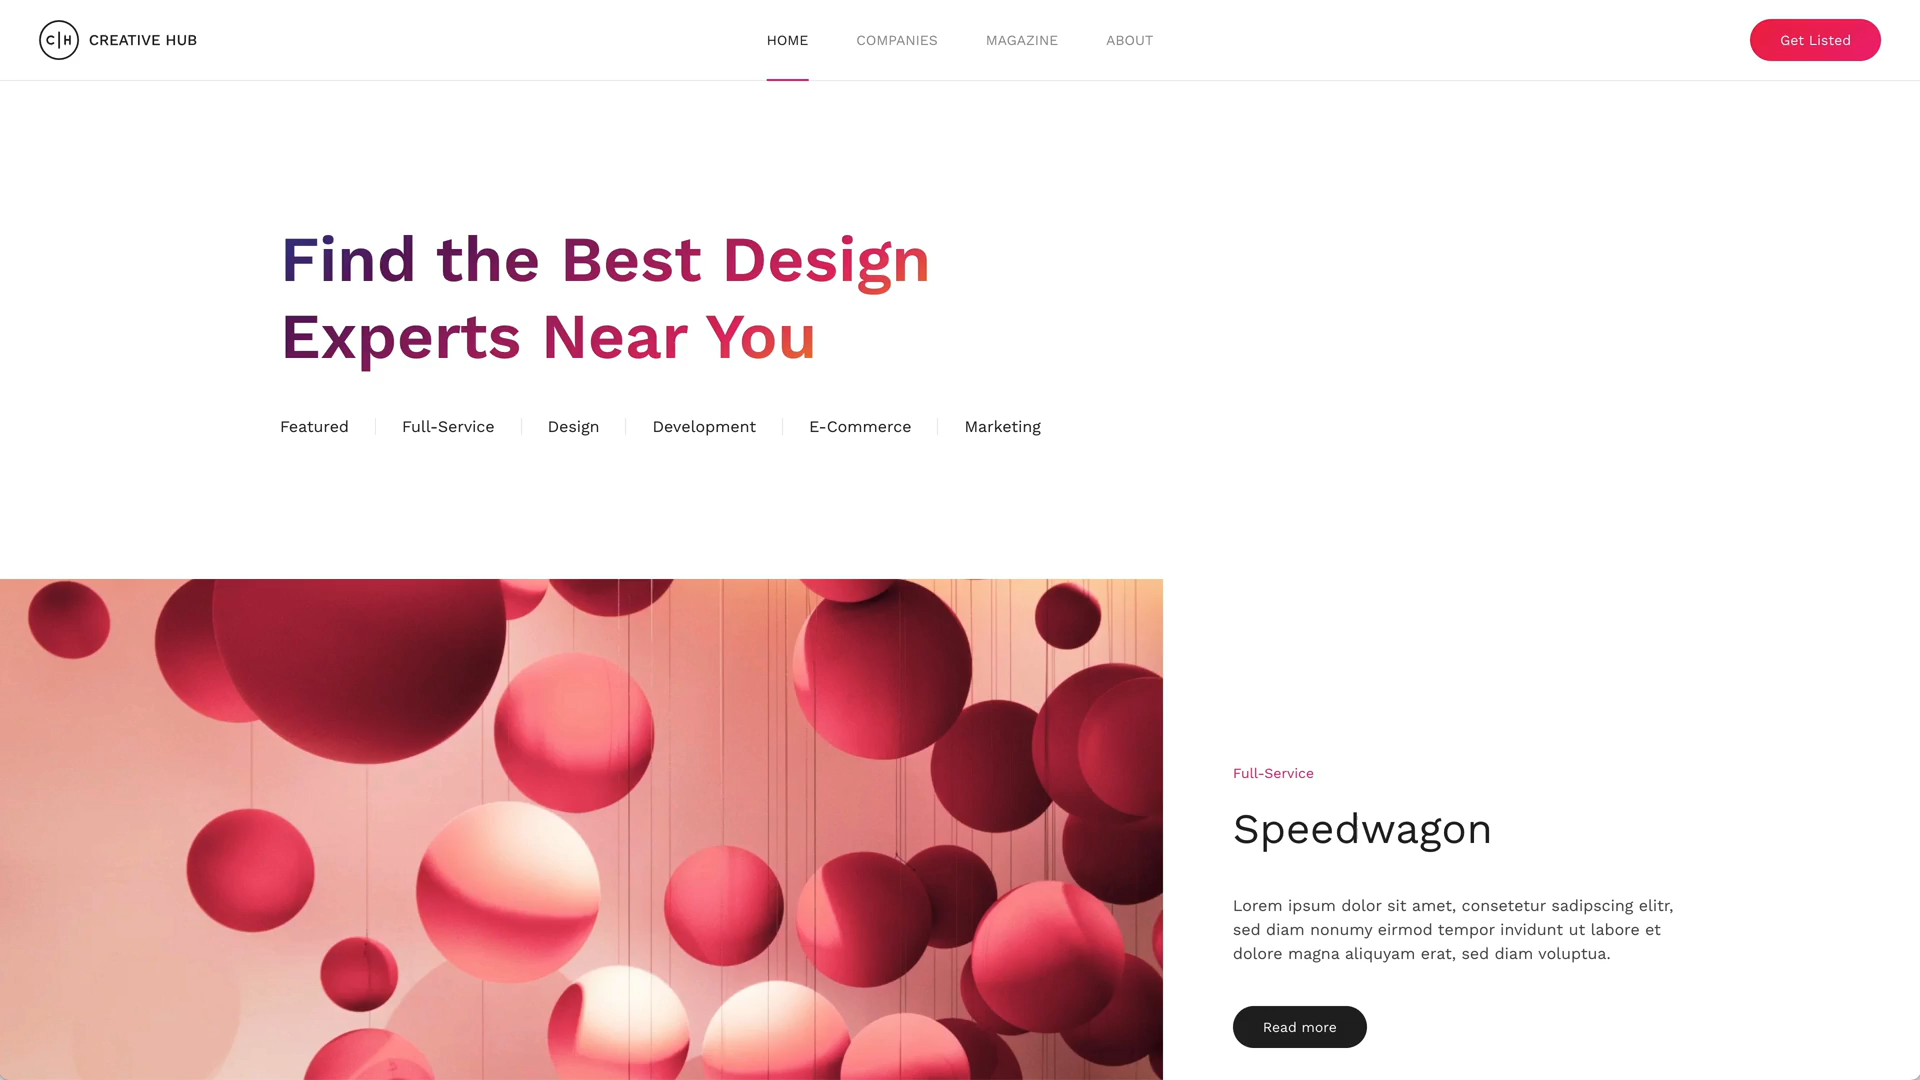 C|H CREATIVE HUB
HOME
COMPANIES
MAGAZINE
ABOUT
Get Listed
Find the Best Design
Experts Near You
Featured
Full-Service
Design
Development
E-Commerce
Marketing
Full-Service
Speedwagon
Lorem ipsum dolor sit amet, consetetur sadipscing elitr,
sed diam nonumy eirmod tempor invidunt ut labore et
dolore magna aliquyam erat, sed diam voluptua.
Read more